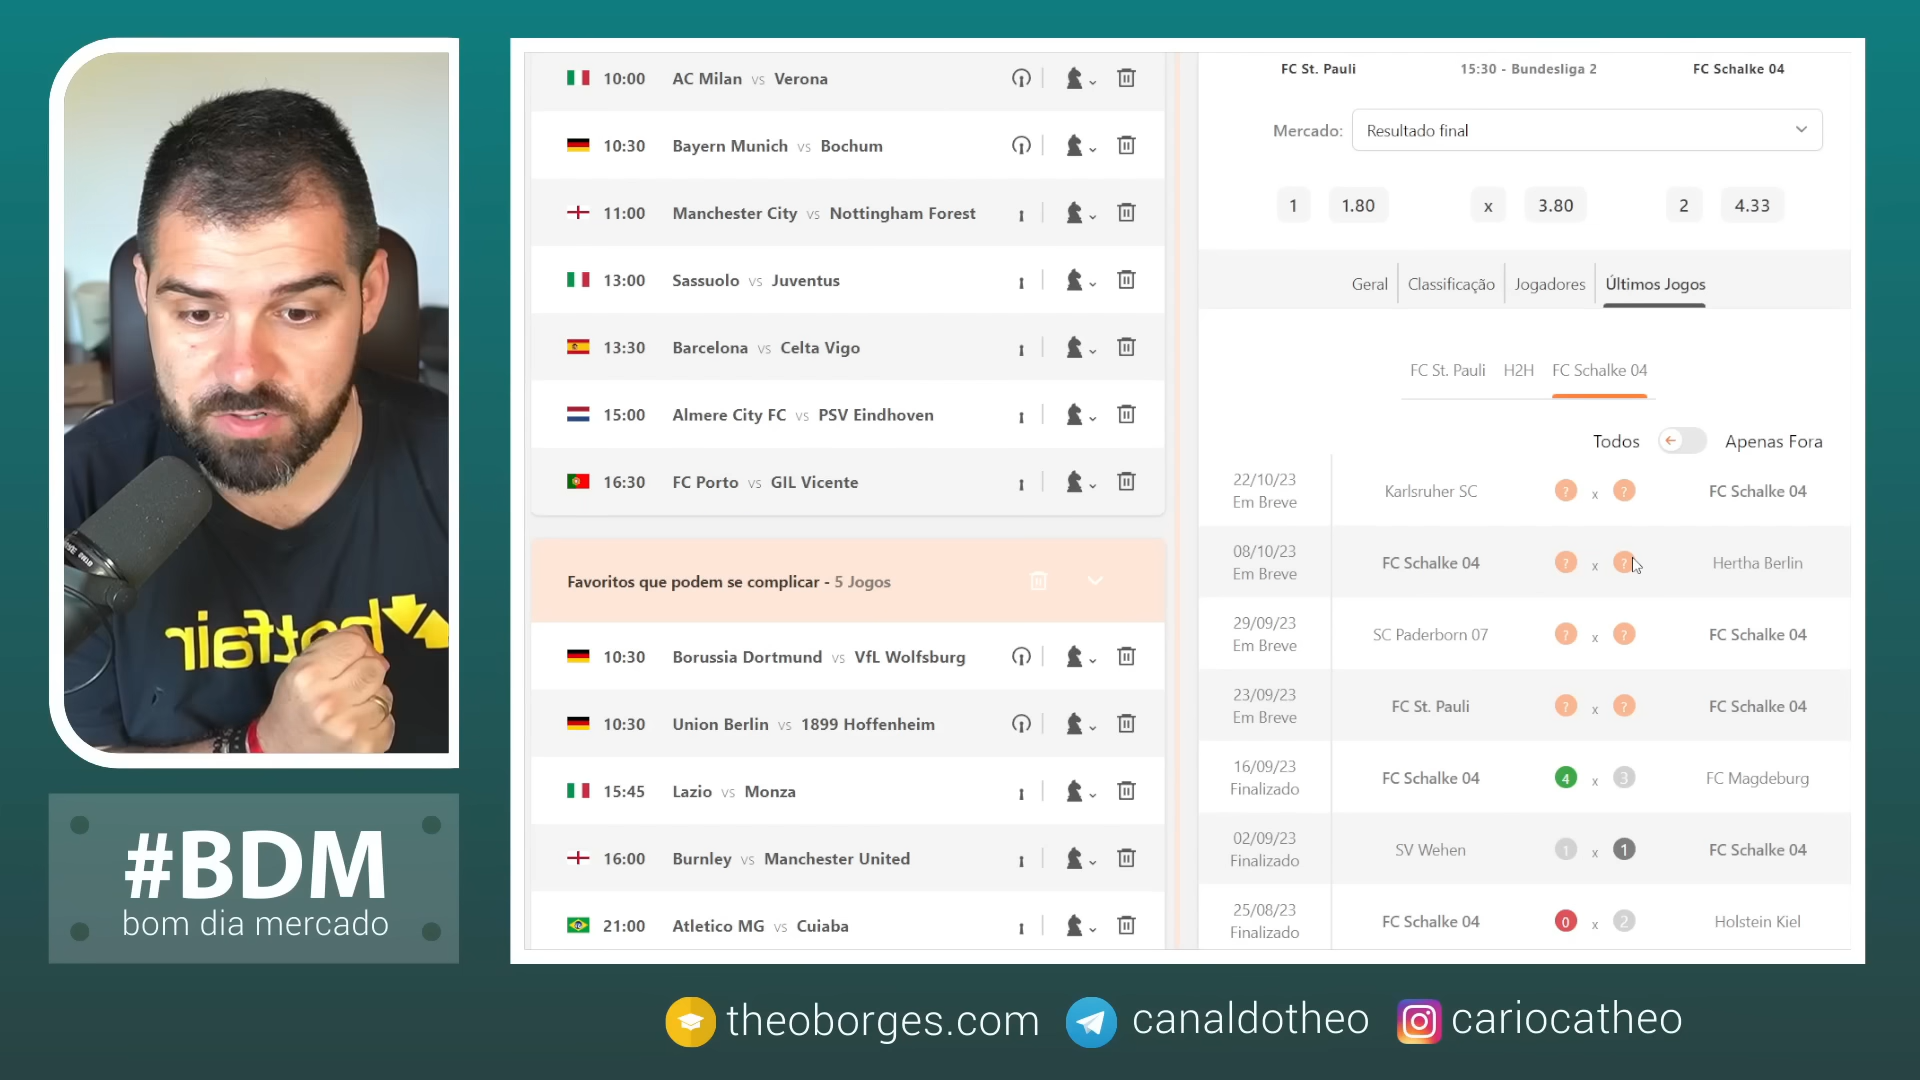 betfair
#BDM
bom dia mercado
10:00 AC Milan vs Verona
10:30 Bayern Munich vs Bochum
11:00 Manchester City vs Nottingham Forest
13:00 Sassuolo vs Juventus
13:30 Barcelona vs Celta Vigo
15:00 Almere City FC vs PSV Eindhoven
16:30 FC Porto vs GIL Vicente
Favoritos que podem se complicar - 5 Jogos
10:30 Borussia Dortmund vs VfL Wolfsburg
10:30 Union Berlin vs 1899 Hoffenheim
15:45 Lazio vs Monza
16:00 Burnley vs Manchester United
21:00 Atletico MG vs Cuiaba
FC St. Pauli 15:30 - Bundesliga 2 FC Schalke 04
Mercado: Resultado final
1 1.80 x 3.80 2 4.33
Geral Classificação Jogadores Últimos Jogos
FC St. Pauli H2H FC Schalke 04
Todos Apenas Fora
22/10/23
Em Breve
Karlsruher SC ? x ? FC Schalke 04
08/10/23
Em Breve
FC Schalke 04 ? x ? Hertha Berlin
29/09/23
Em Breve
SC Paderborn 07 ? x ? FC Schalke 04
23/09/23
Em Breve
FC St. Pauli ? x ? FC Schalke 04
16/09/23
Finalizado
FC Schalke 04 4 x 3 FC Magdeburg
02/09/23
Finalizado
SV Wehen 1 x 1 FC Schalke 04
25/08/23
Finalizado
FC Schalke 04 0 x 2 Holstein Kiel
theoborges.com canaldotheo cariocatheo